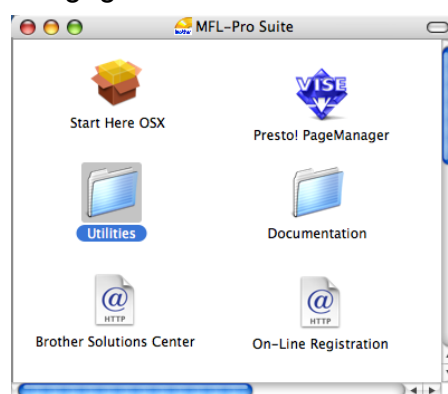 MFL-Pro Suite
VISE
Start Here OSX
Presto! PageManager
Utilities
Documentation
@
HTTP
@
HTTP
Brother Solutions Center
On-Line Registration